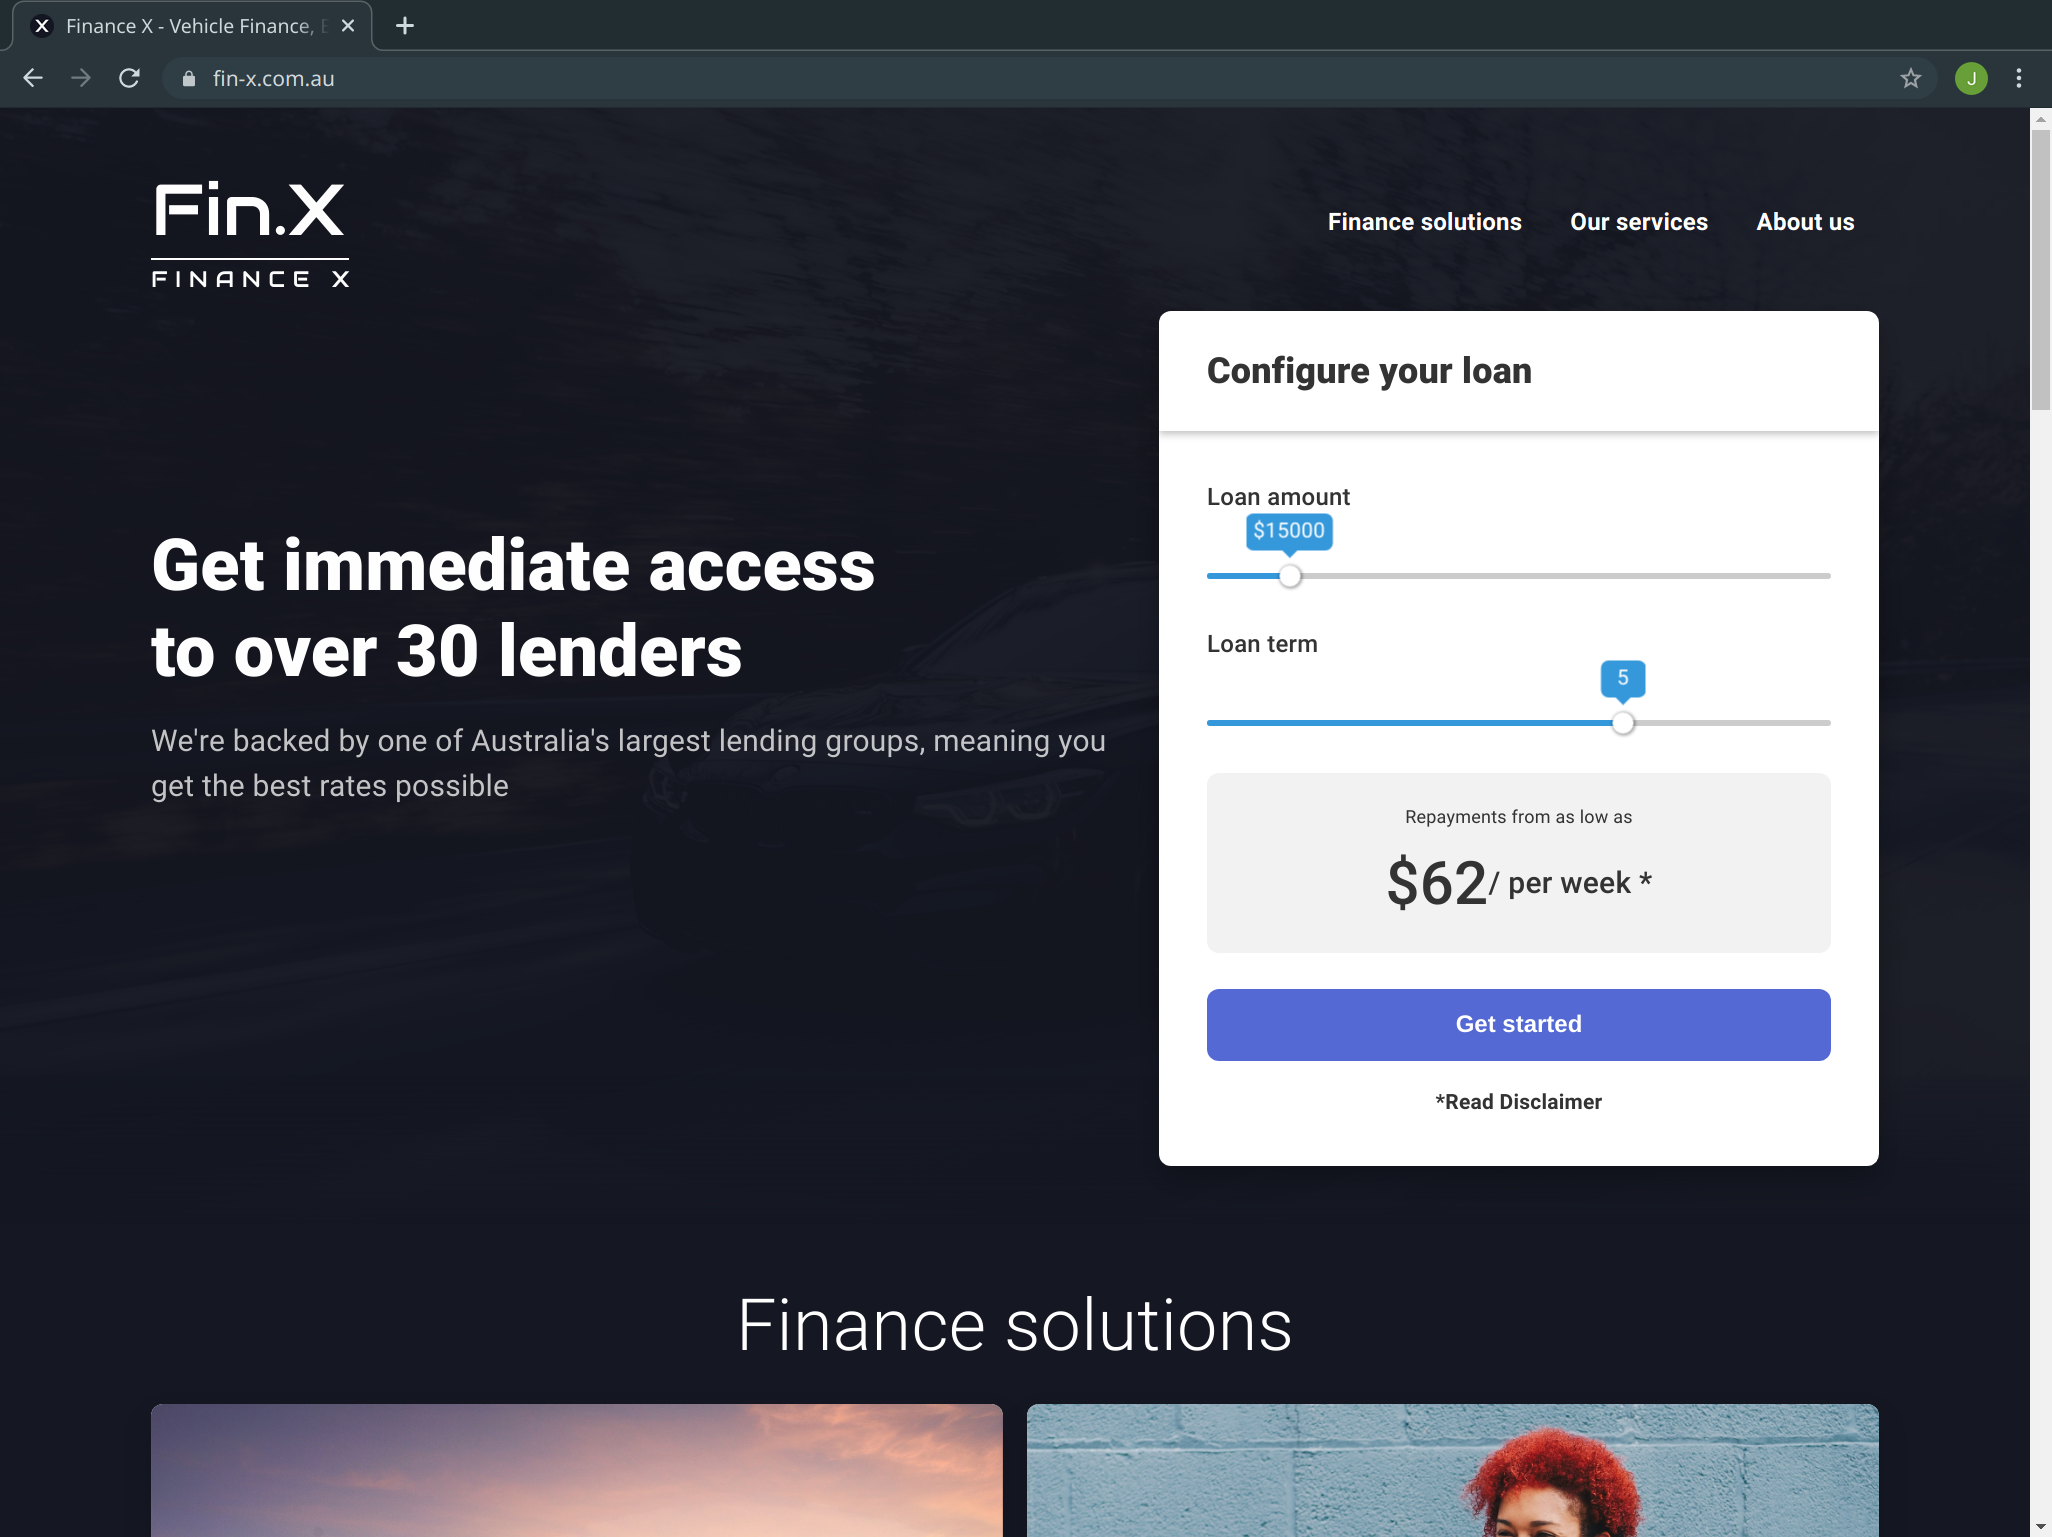 Finance X - Vehicle Finance,
fin-x.com.au
J
Fin.X
FINANCE X
Finance solutions
Our services
About us
Configure your loan
Loan amount
$15000
Loan term
5
Get immediate access
to over 30 lenders
We're backed by one of Australia's largest lending groups, meaning you
get the best rates possible
Repayments from as low as
$62/ per week *
Get started
*Read Disclaimer
Finance solutions